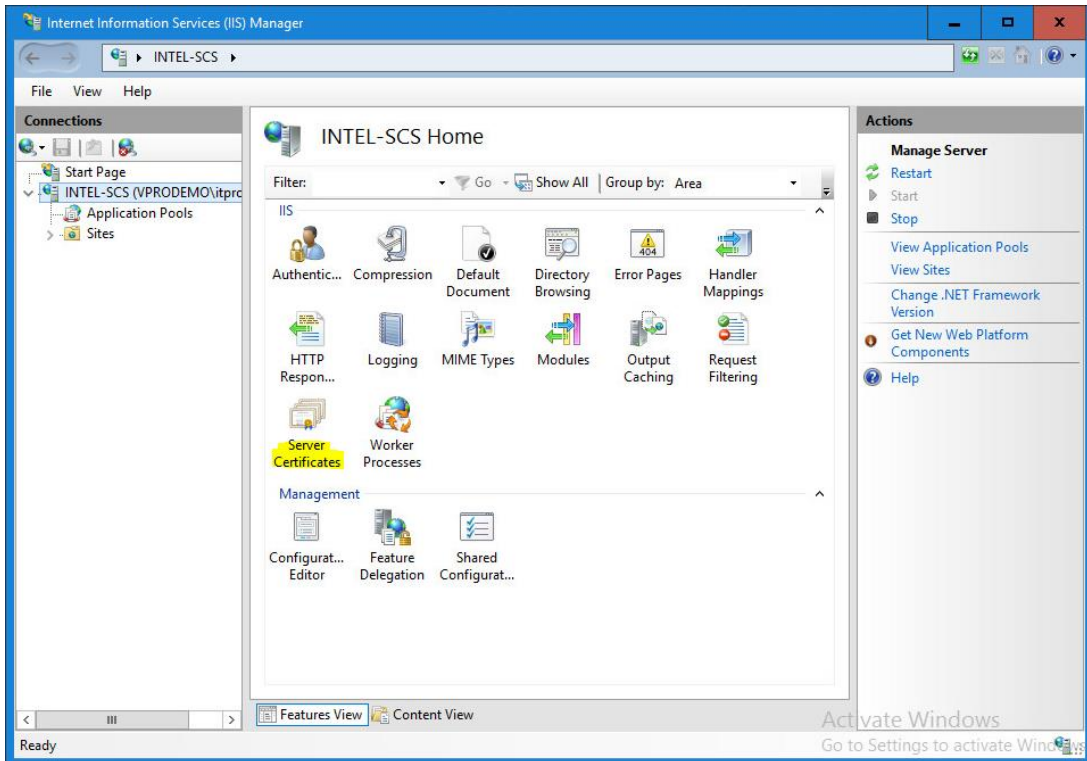 Internet Information Services (IIS) Manager
INTEL-SCS
File View Help
Connections
Start Page
INTEL-SCS (VPRODEMO\itprc
Application Pools
Sites
INTEL-SCS Home
Filter: Go Show All Group by: Area
IIS
Authentic... Compression Default Directory Error Pages Handler
Document Browsing Mappings
404
HTTP Logging MIME Types Modules Output Request
Respon... Caching Filtering
Server Worker
Certificates Processes
Management
Configurat... Feature Shared
Editor Delegation Configurat...
Features View Content View
Actions
Manage Server
Restart
Start
Stop
View Application Pools
View Sites
Change .NET Framework
Version
Get New Web Platform
Components
Help
Activate Windows
Go to Settings to activate Windows
Ready